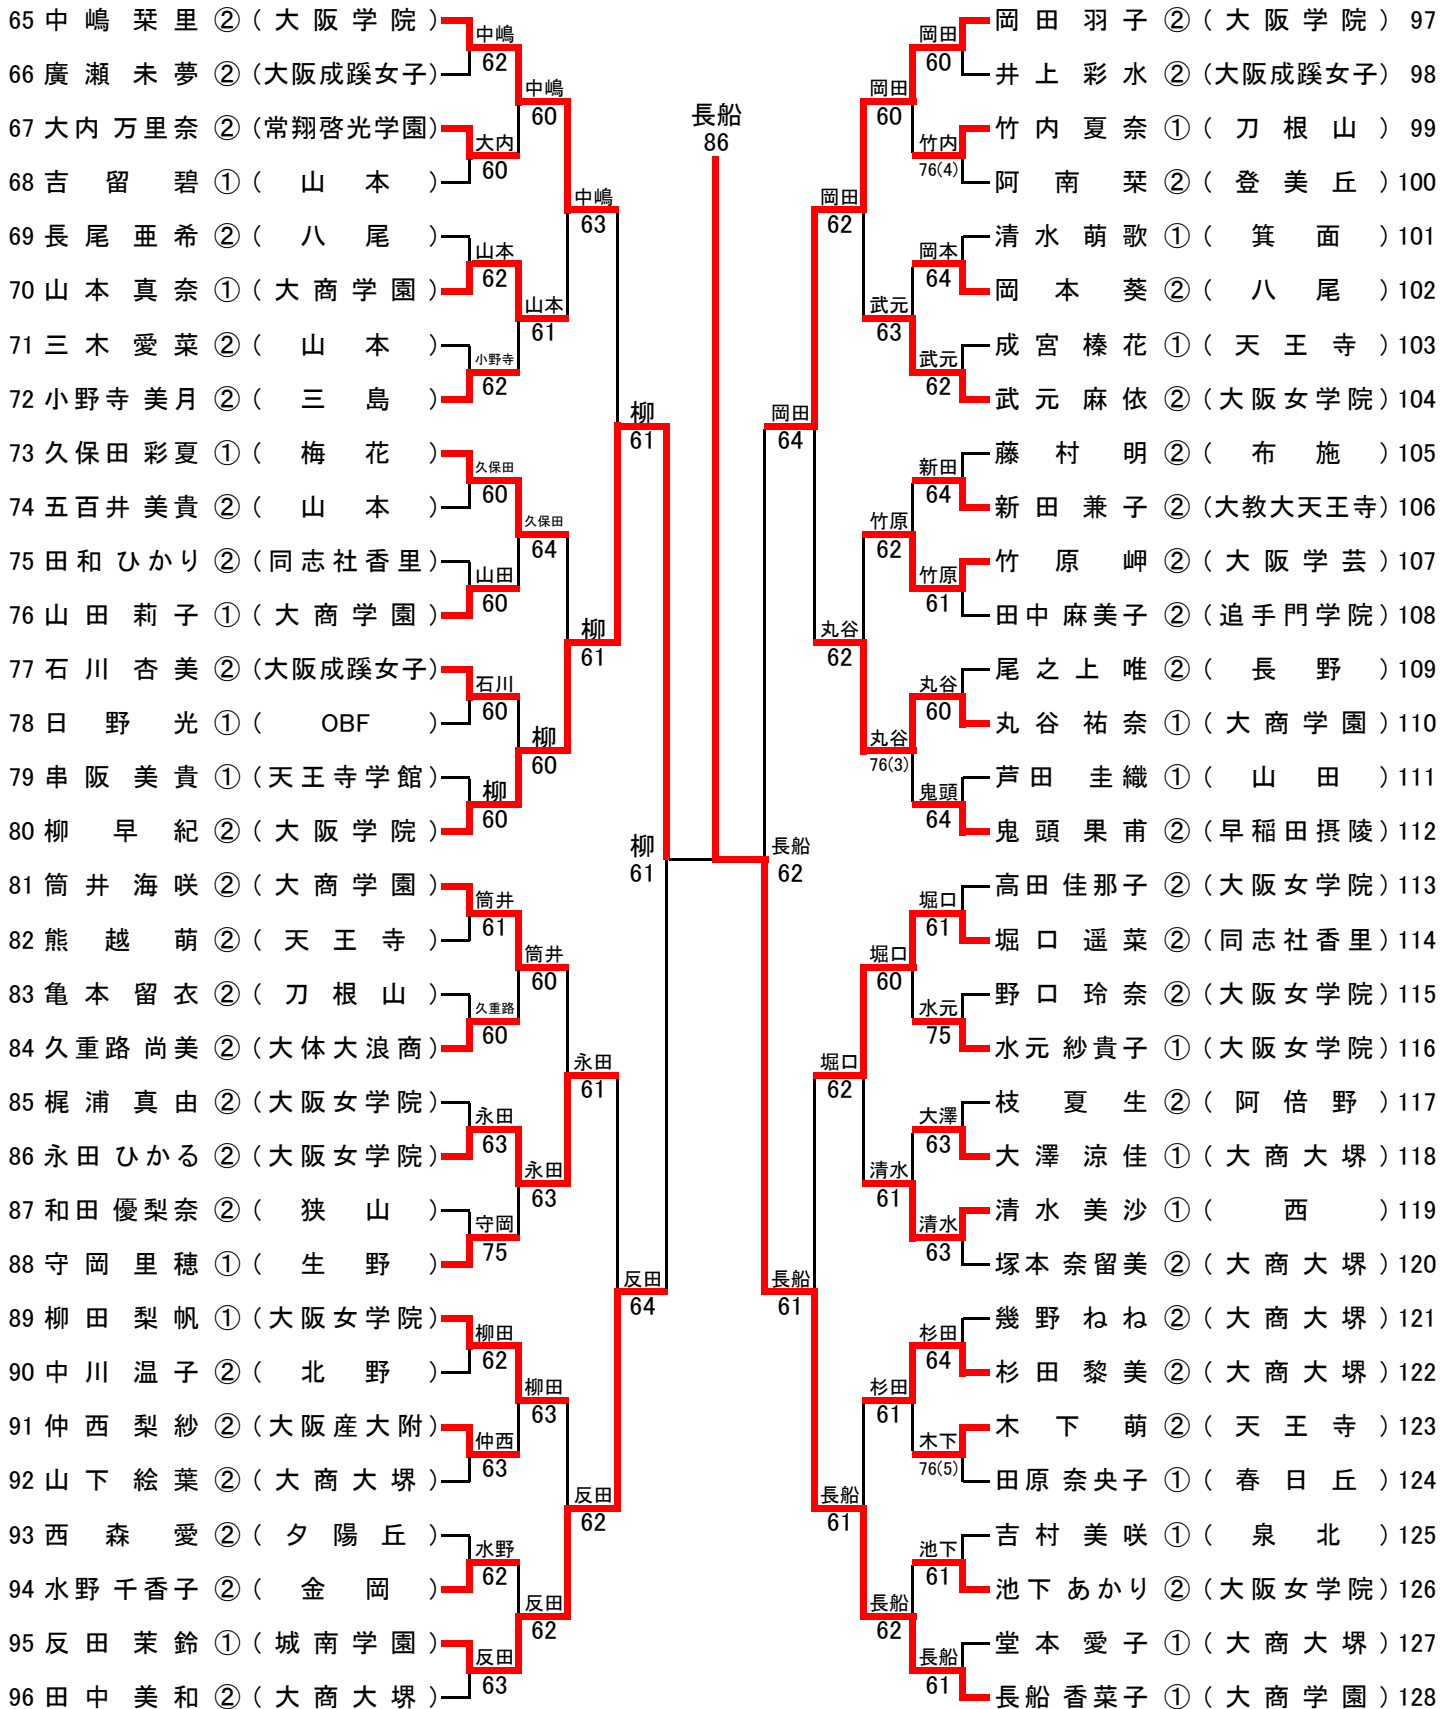 65 中嶋 栞里 ② (大阪学院)
66 廣瀬 未夢 ② (大阪成蹊女子)
67 大内 万里奈 ② (常翔啓光学園)
68 吉留 碧 ① (山本)
69 長尾 亜希 ② (八尾)
70 山本 真奈 ① (大商学園)
71 三木 愛菜 ② (山本)
72 小野寺 美月 ② (三島)
73 久保田 彩夏 ① (梅花)
74 五百井 美貴 ② (山本)
75 田和 ひかり ② (同志社香里)
76 山田 莉子 ① (大商学園)
77 石川 杏美 ② (大阪成蹊女子)
78 日野 光 ① (OBF)
79 串阪 美貴 ① (天王寺学館)
80 柳 早紀 ② (大阪学院)
81 筒井 海咲 ② (大商学園)
82 熊越 萌 ② (天王寺)
83 亀本 留衣 ② (刀根山)
84 久重路 尚美 ② (大体大浪商)
85 梶浦 真由 ② (大阪女学院)
86 永田 ひかる ② (大阪女学院)
87 和田 優梨奈 ② (狭山)
88 守岡 里穂 ① (生野)
89 柳田 梨帆 ① (大阪女学院)
90 中川 温子 ② (北野)
91 仲西 梨紗 ② (大阪産大附)
92 山下 絵葉 ② (大商大堺)
93 西森 愛 ② (夕陽丘)
94 水野 千香子 ② (金岡)
95 反田 茉鈴 ① (城南学園)
96 田中 美和 ② (大商大堺)
中嶋 62
大内 60
山本 62
小野寺 62
久保田 60
山田 60
石川 60
柳 60
筒井 61
久重路 60
永田 63
守岡 75
柳田 62
仲西 63
水野 62
反田 63
中嶋 60
山本 61
久保田 64
柳 60
筒井 60
永田 63
柳田 63
反田 62
中嶋 63
柳 61
永田 61
反田 62
柳 61
反田 64
柳 61
長船 86
長船 62
岡田 64
長船 61
岡田 62
丸谷 62
堀口 62
長船 61
岡田 60
武元 63
竹原 62
丸谷 76(3)
堀口 60
清水 61
杉田 61
長船 62
岡田 60
竹内 76(4)
岡本 64
武元 62
新田 64
竹原 61
丸谷 60
鬼頭 64
堀口 61
水元 75
大澤 63
清水 63
杉田 64
木下 76(5)
池下 61
長船 61
岡田 羽子 ② (大阪学院) 97
井上 彩水 ② (大阪成蹊女子) 98
竹内 夏奈 ① (刀根山) 99
阿南 栞 ② (登美丘) 100
清水 萌歌 ① (箕面) 101
岡本 葵 ② (八尾) 102
成宮 榛花 ① (天王寺) 103
武元 麻依 ② (大阪女学院) 104
藤村 明 ② (布施) 105
新田 兼子 ② (大教大天王寺) 106
竹原 岬 ② (大阪学芸) 107
田中 麻美子 ② (追手門学院) 108
尾之上 唯 ② (長野) 109
丸谷 祐奈 ① (大商学園) 110
芦田 圭織 ① (山田) 111
鬼頭 果甫 ② (早稲田摂陵) 112
高田 佳那子 ② (大阪女学院) 113
堀口 遥菜 ② (同志社香里) 114
野口 玲奈 ② (大阪女学院) 115
水元 紗貴子 ① (大阪女学院) 116
枝 夏生 ② (阿倍野) 117
大澤 涼佳 ① (大商大堺) 118
清水 美沙 ① (西) 119
塚本 奈留美 ② (大商大堺) 120
幾野 ねね ② (大商大堺) 121
杉田 黎美 ② (大商大堺) 122
木下 萌 ② (天王寺) 123
田原 奈央子 ① (春日丘) 124
吉村 美咲 ① (泉北) 125
池下 あかり ② (大阪女学院) 126
堂本 愛子 ① (大商大堺) 127
長船 香菜子 ① (大商学園) 128